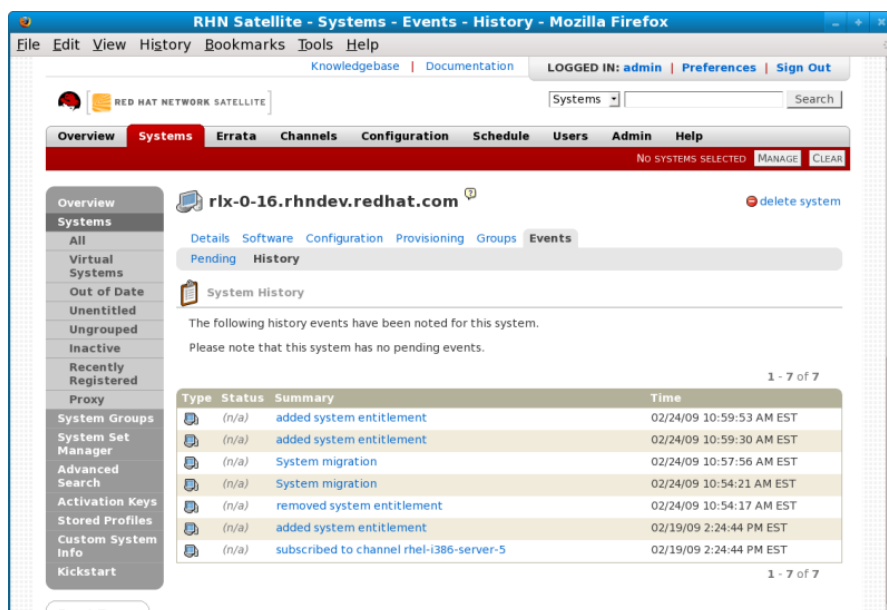 RHN Satellite - Systems - Events - History - Mozilla Firefox
File Edit View History Bookmarks Tools Help
Knowledgebase | Documentation
LOGGED IN: admin | Preferences | Sign Out
RED HAT NETWORK SATELLITE
Systems
Search
Overview Systems Errata Channels Configuration Schedule Users Admin Help
NO SYSTEMS SELECTED MANAGE CLEAR
Overview
Systems
All
Virtual
Systems
Out of Date
Unentitled
Ungrouped
Inactive
Recently
Registered
Proxy
System Groups
System Set
Manager
Advanced
Search
Activation Keys
Stored Profiles
Custom System
Info
Kickstart
rlx-0-16.rhndev.redhat.com ?
delete system
Details Software Configuration Provisioning Groups Events
Pending History
System History
The following history events have been noted for this system.
Please note that this system has no pending events.
1 - 7 of 7
Type Status Summary Time
(n/a) added system entitlement 02/24/09 10:59:53 AM EST
(n/a) added system entitlement 02/24/09 10:59:30 AM EST
(n/a) System migration 02/24/09 10:57:56 AM EST
(n/a) System migration 02/24/09 10:54:21 AM EST
(n/a) removed system entitlement 02/24/09 10:54:17 AM EST
(n/a) added system entitlement 02/19/09 2:24:44 PM EST
(n/a) subscribed to channel rhel-i386-server-5 02/19/09 2:24:44 PM EST
1 - 7 of 7